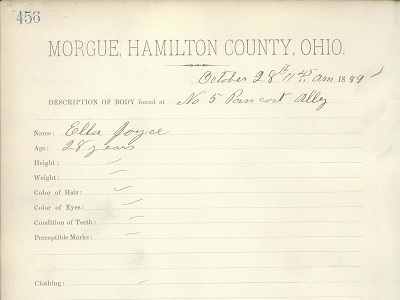 456
MORGUE, HAMILTON COUNTY, OHIO.
October 28th 11 45 am 1889
DESCRIPTION OF BODY found at No 5 Pancost Ally
Name: Ella Joyce
Age: 28 years
Height:
Weight:
Color of Hair:
Color of Eyes:
Condition of Teeth:
Perceptible Marks:
Clothing: